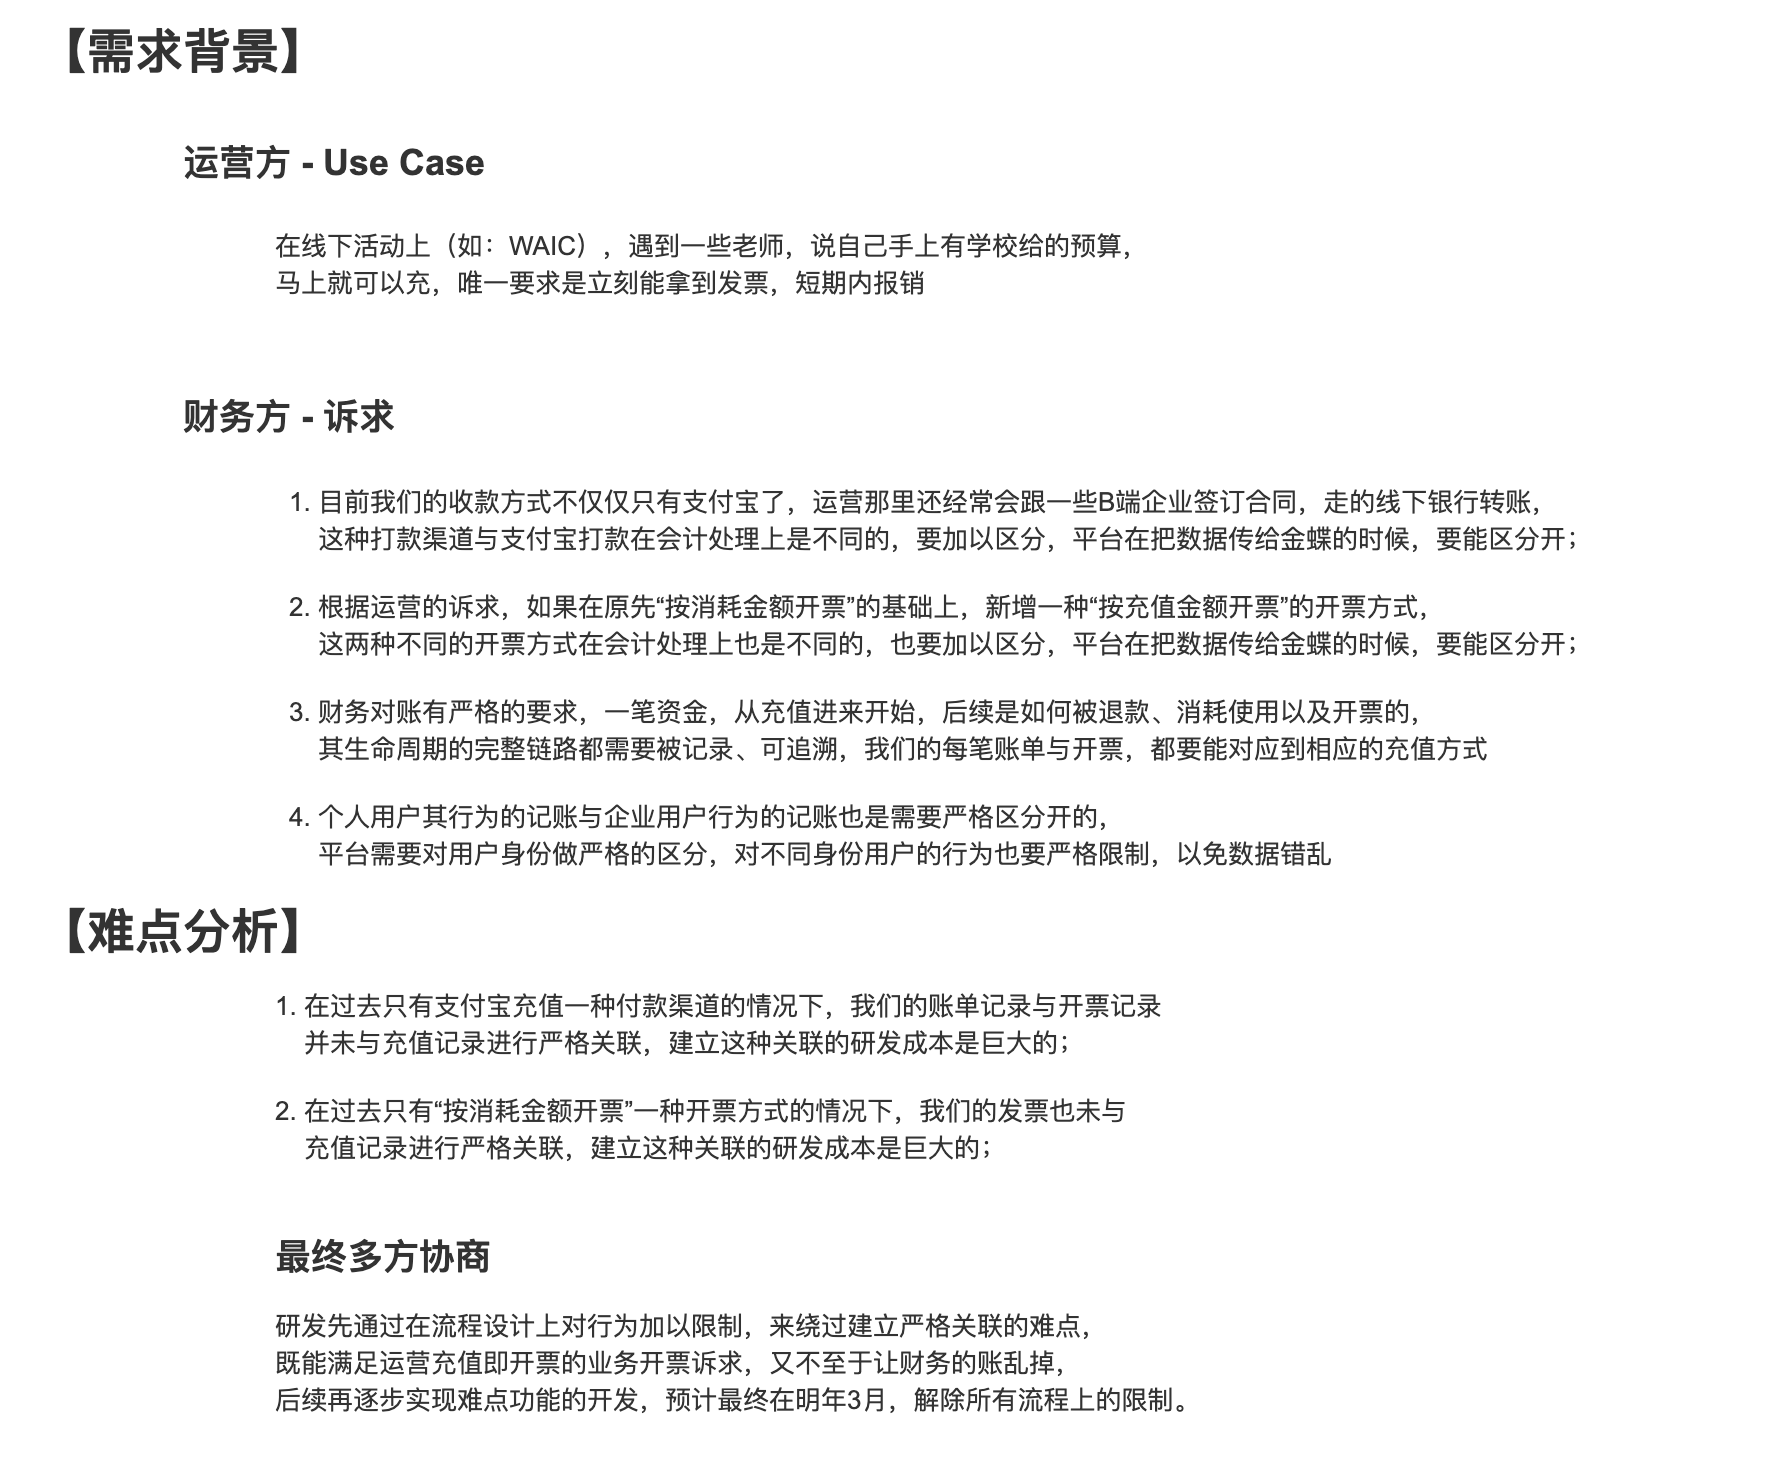 【需求背景】
运营方 - Use Case
在线下活动上（如：WAIC），遇到一些老师，说自己手上有学校给的预算，
马上就可以充，唯一要求是立刻能拿到发票，短期内报销
财务方 - 诉求
1. 目前我们的收款方式不仅仅只有支付宝了，运营那里还经常会跟一些B端企业签订合同，走的线下银行转账，
这种打款渠道与支付宝打款在会计处理上是不同的，要加以区分，平台在把数据传给金蝶的时候，要能区分开；
2. 根据运营的诉求，如果在原先“按消耗金额开票”的基础上，新增一种“按充值金额开票”的开票方式，
这两种不同的开票方式在会计处理上也是不同的，也要加以区分，平台在把数据传给金蝶的时候，要能区分开；
3. 财务对账有严格的要求，一笔资金，从充值进来开始，后续是如何被退款、消耗使用以及开票的，
其生命周期的完整链路都需要被记录、可追溯，我们的每笔账单与开票，都要能对应到相应的充值方式
4. 个人用户其行为的记账与企业用户行为的记账也是需要严格区分开的，
平台需要对用户身份做严格的区分，对不同身份用户的行为也要严格限制，以免数据错乱
【难点分析】
1. 在过去只有支付宝充值一种付款渠道的情况下，我们的账单记录与开票记录
并未与充值记录进行严格关联，建立这种关联的研发成本是巨大的；
2. 在过去只有“按消耗金额开票”一种开票方式的情况下，我们的发票也未与
充值记录进行严格关联，建立这种关联的研发成本是巨大的；
最终多方协商
研发先通过在流程设计上对行为加以限制，来绕过建立严格关联的难点，
既能满足运营充值即开票的业务开票诉求，又不至于让财务的账乱掉，
后续再逐步实现难点功能的开发，预计最终在明年3月，解除所有流程上的限制。